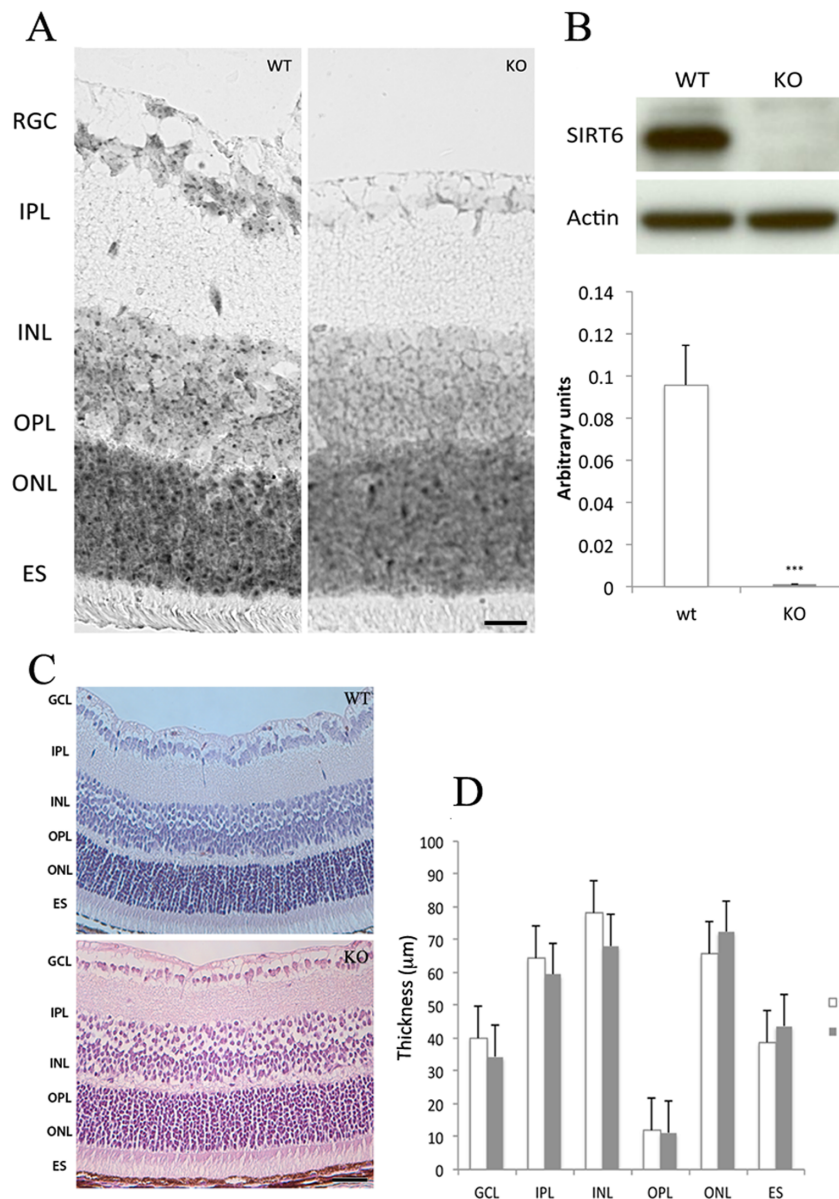 A
WT
KO
RGC
IPL
INL
OPL
ONL
ES
B
WT KO
SIRT6
Actin
0.14
0.12
0.1
0.08
0.06
0.04
0.02
0
Arbitrary units
***
wt KO
C
WT
GCL
IPL
INL
OPL
ONL
ES
KO
GCL
IPL
INL
OPL
ONL
ES
D
100
90
80
70
60
50
40
30
20
10
0
Thickness (μm)
GCL IPL INL OPL ONL ES